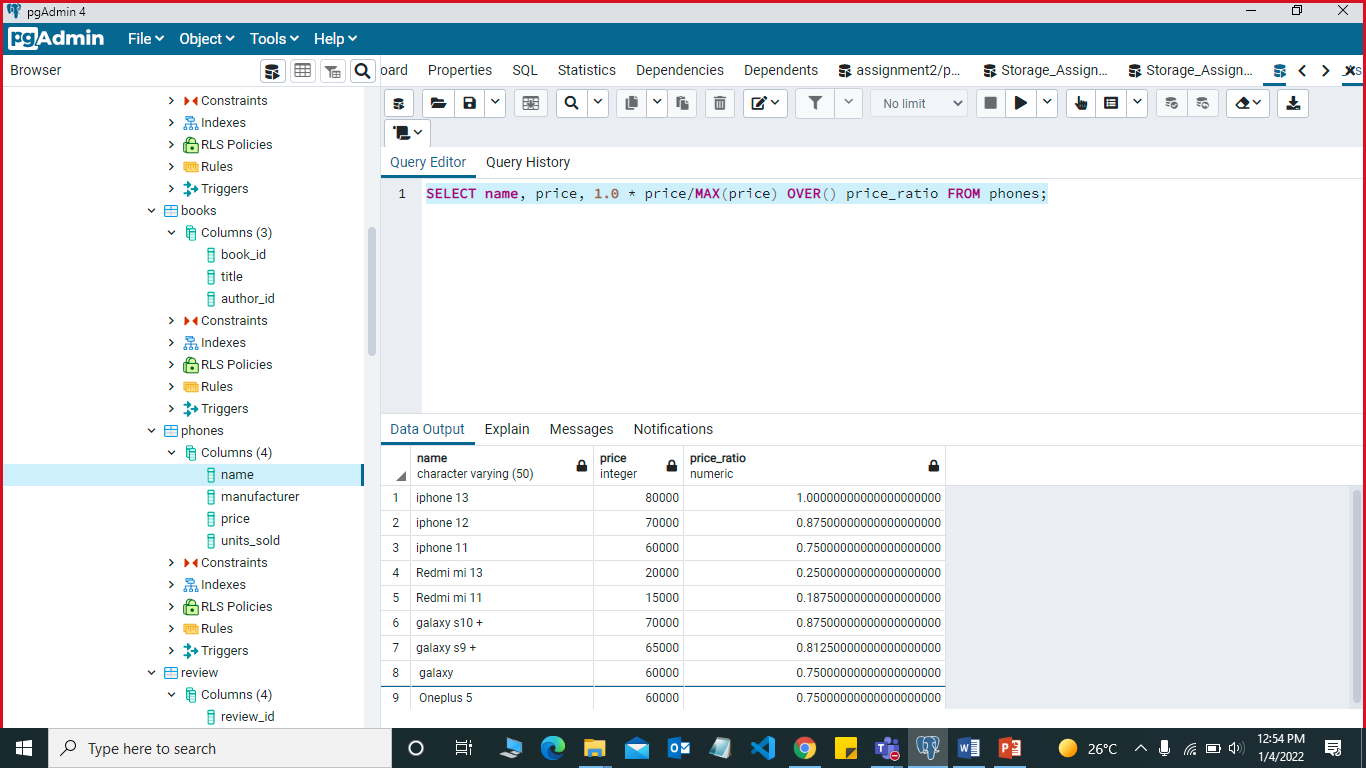 pgAdmin 4
pgAdmin
File Object Tools Help
Browser
oard Properties SQL Statistics Dependencies Dependents assignment2/p... Storage_Assign... Storage_Assign...
No limit
Query Editor Query History
Constraints
Indexes
RLS Policies
Rules
Triggers
books
Columns (3)
book_id
title
author_id
Constraints
Indexes
RLS Policies
Rules
Triggers
phones
Columns (4)
name
manufacturer
price
units_sold
Constraints
Indexes
RLS Policies
Rules
Triggers
review
Columns (4)
review_id
1 SELECT name, price, 1.0 * price/MAX(price) OVER() price_ratio FROM phones;
Data Output Explain Messages Notifications
name price price_ratio
character varying (50) integer numeric
1 iphone 13 80000 1.00000000000000000000
2 iphone 12 70000 0.87500000000000000000
3 iphone 11 60000 0.75000000000000000000
4 Redmi mi 13 20000 0.25000000000000000000
5 Redmi mi 11 15000 0.18750000000000000000
6 galaxy s10 + 70000 0.87500000000000000000
7 galaxy s9 + 65000 0.81250000000000000000
8 galaxy 60000 0.75000000000000000000
9 Oneplus 5 60000 0.75000000000000000000
Type here to search
26°C
12:54 PM
1/4/2022